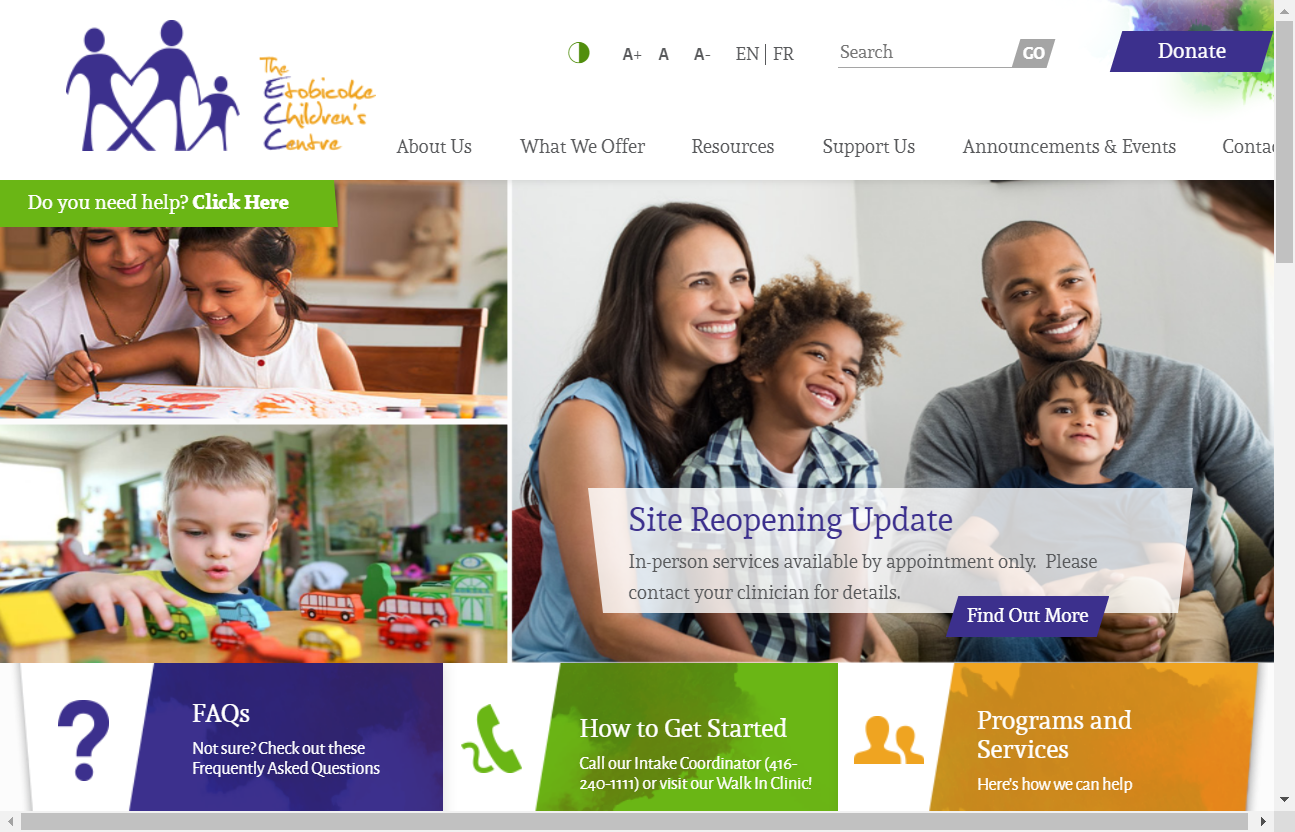 The
Etobicoke
Children's
Centre
A+ A A- EN FR
Search GO
Donate
About Us What We Offer Resources Support Us Announcements & Events
Do you need help? Click Here
Site Reopening Update
In-person services available by appointment only. Please
contact your clinician for details.
Find Out More
FAQs
Not sure? Check out these
Frequently Asked Questions
How to Get Started
Call our Intake Coordinator (416-
240-1111) or visit our Walk In Clinic!
Programs and
Services
Here's how we can help